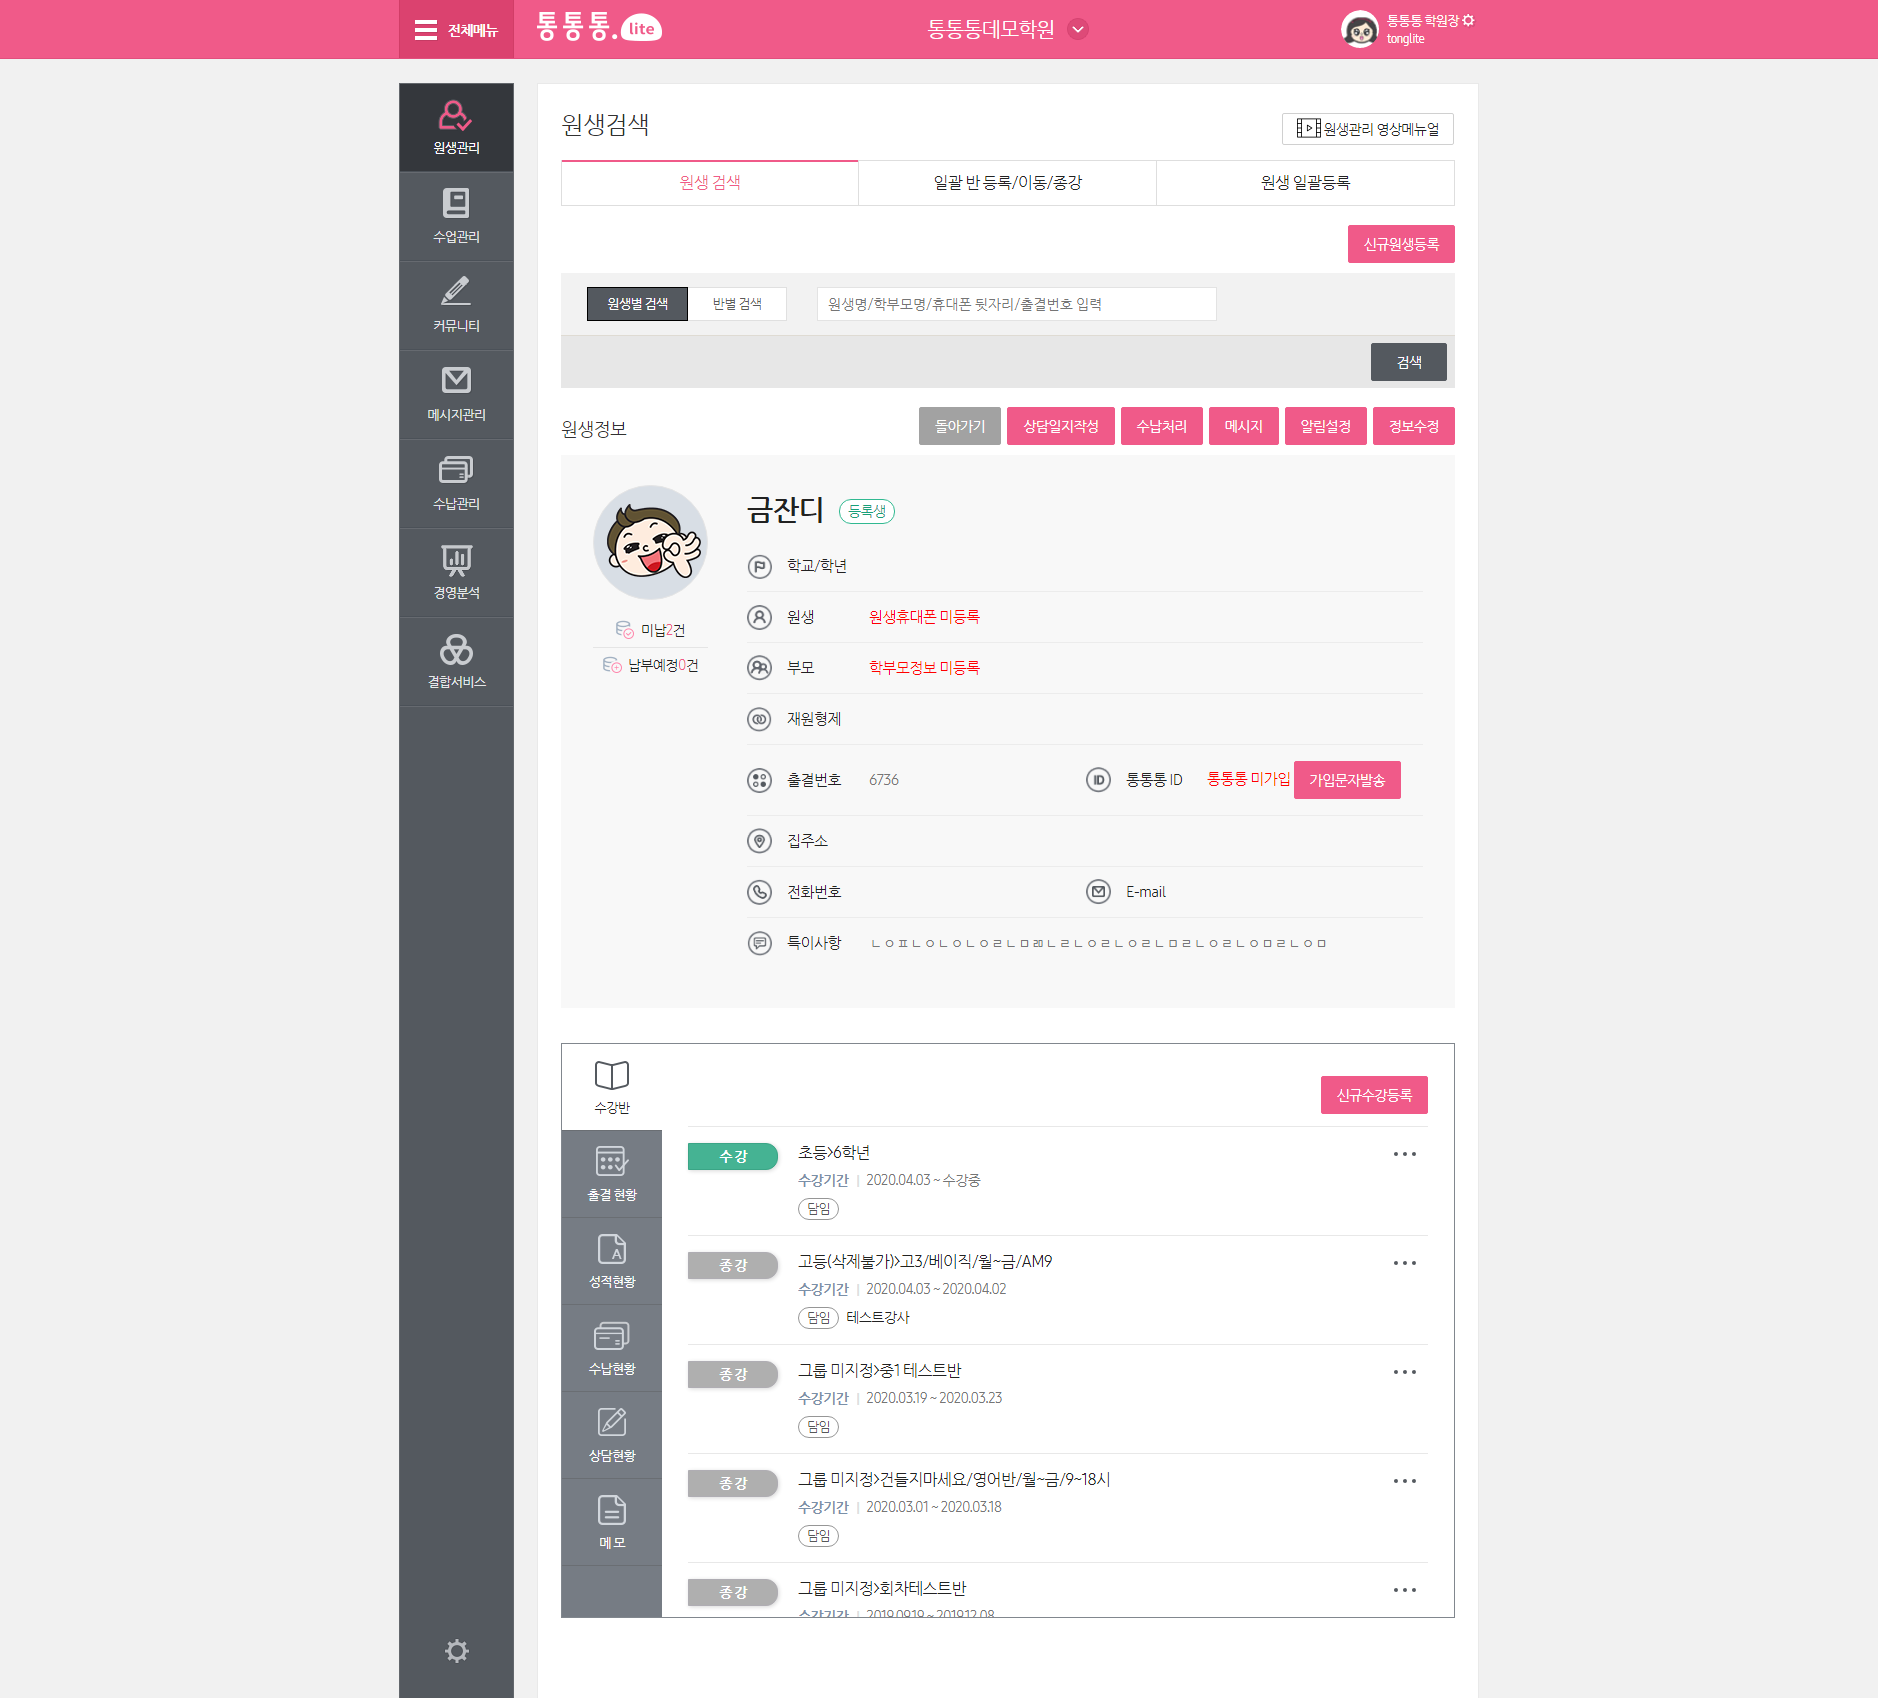 전체메뉴
통통통.lite
통통통데모학원
통통통 학원장
tonglite
원생관리
수업관리
커뮤니티
메시지관리
수납관리
경영분석
결합서비스
원생검색
원생관리 영상메뉴얼
원생 검색
일괄 반 등록/이동/종강
원생 일괄등록
신규원생등록
원생별 검색
반별 검색
원생명/학부모명/휴대폰 뒷자리/출결번호 입력
검색
원생정보
돌아가기
상담일지작성
수납처리
메시지
알림설정
정보수정
미납2건
납부예정0건
금잔디 등록생
학교/학년
원생 원생휴대폰 미등록
부모 학부모정보 미등록
재원형제
출결번호 6736
ID 통통통 ID 통통통 미가입 가입문자발송
집주소
전화번호
E-mail
특이사항
수강반
출결 현황
A
성적현황
수납현황
상담현황
메모
신규수강등록
수강 초등>6학년
수강기간 | 2020.04.03 ~ 수강중
담임
종강 고등(삭제불가)>고3/베이직/월~금/AM9
수강기간 | 2020.04.03 ~ 2020.04.02
담임 테스트강사
종강 그룹 미지정>중1 테스트반
수강기간 | 2020.03.19 ~ 2020.03.23
담임
종강 그룹 미지정>건들지마세요/영어반/월~금/9~18시
수강기간 | 2020.03.01 ~ 2020.03.18
담임
종강 그룹 미지정>회차테스트반
수강기간 | 2019.09.19 ~ 2019.12.08